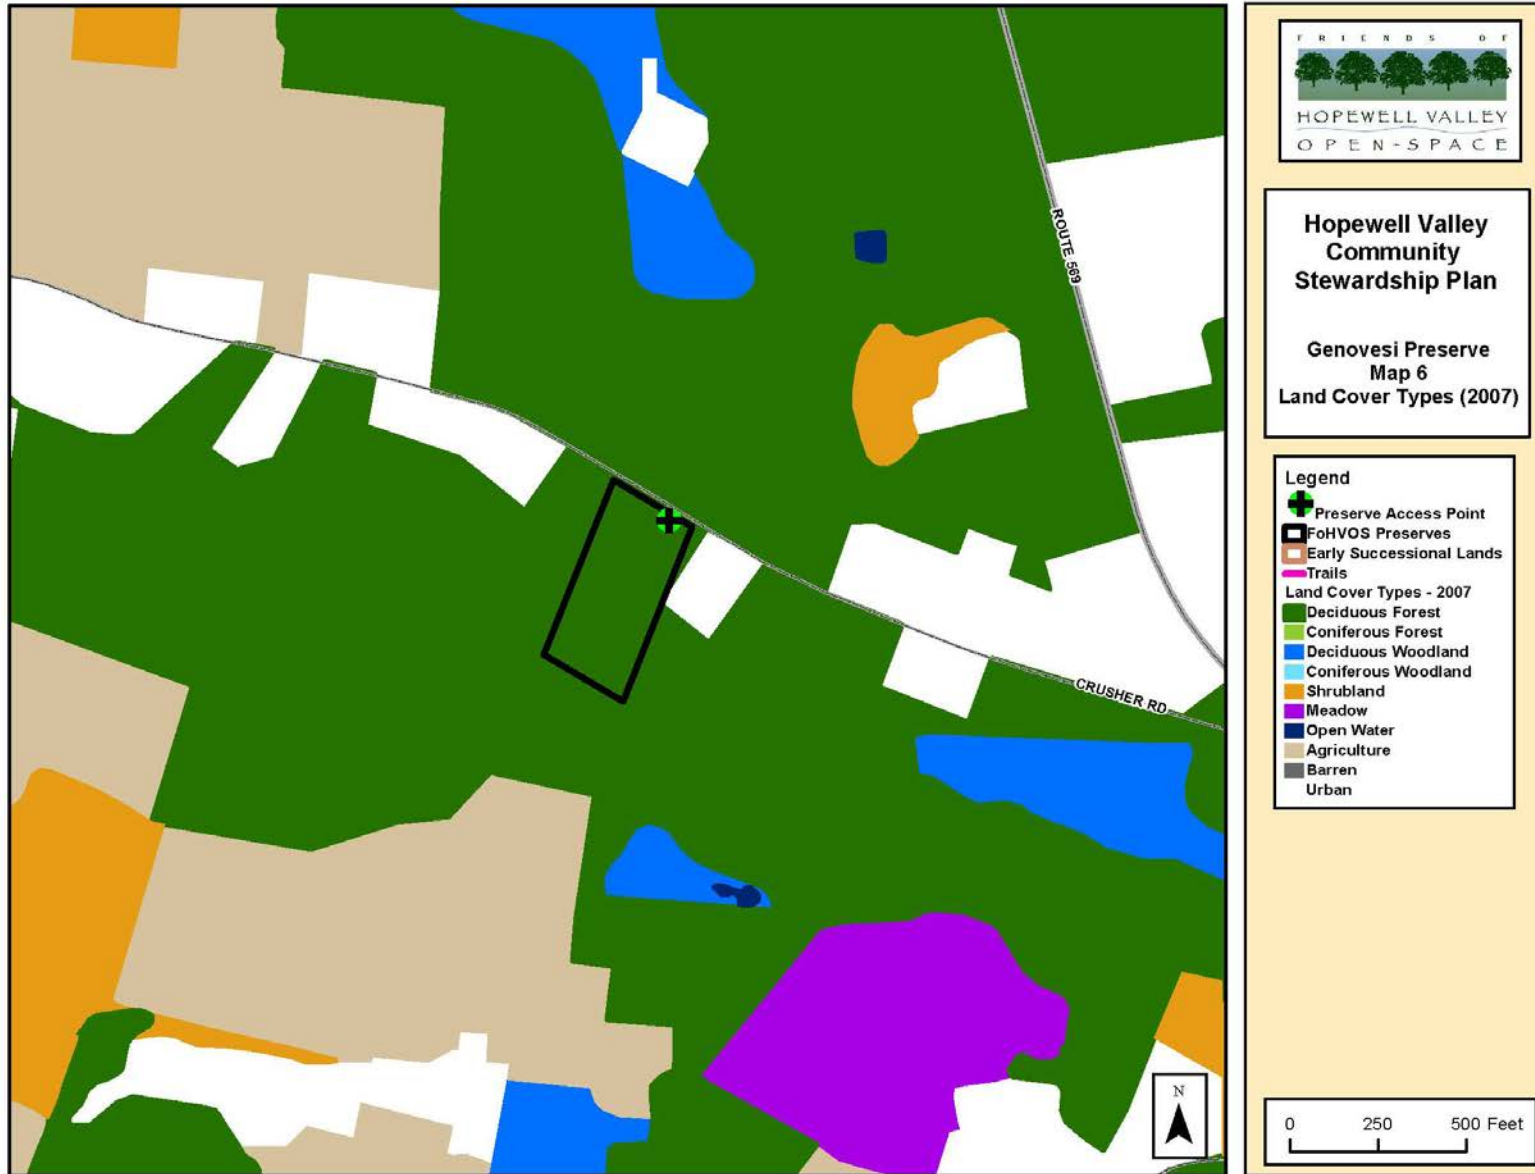 FRIENDS OF
HOPEWELL VALLEY
OPEN-SPACE
Hopewell Valley
Community
Stewardship Plan
Genovesi Preserve
Map 6
Land Cover Types (2007)
Legend
Preserve Access Point
FoHVOS Preserves
Early Successional Lands
Trails
Land Cover Types - 2007
Deciduous Forest
Coniferous Forest
Deciduous Woodland
Coniferous Woodland
Shrubland
Meadow
Open Water
Agriculture
Barren
Urban
ROUTE 569
CRUSHER RD
N
0 250 500 Feet